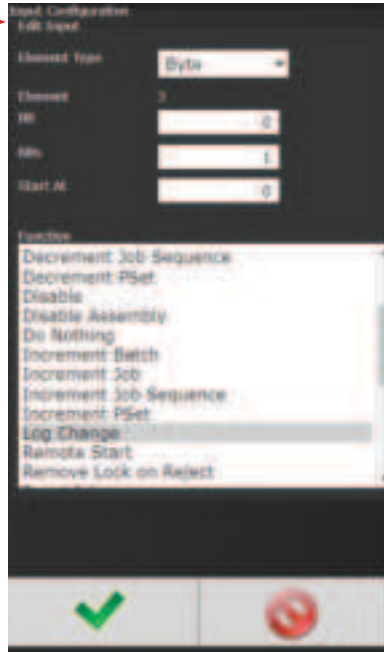 Input Configuration
Edit Input
Element Type
Byte
Element
3
Bit
0
Bits
1
Start At
0
Function
Decrement Job Sequence
Decrement PSet
Disable
Disable Assembly
Do Nothing
Increment Batch
Increment Job
Increment Job Sequence
Increment PSet
Log Change
Remote Start
Remove Lock on Reject